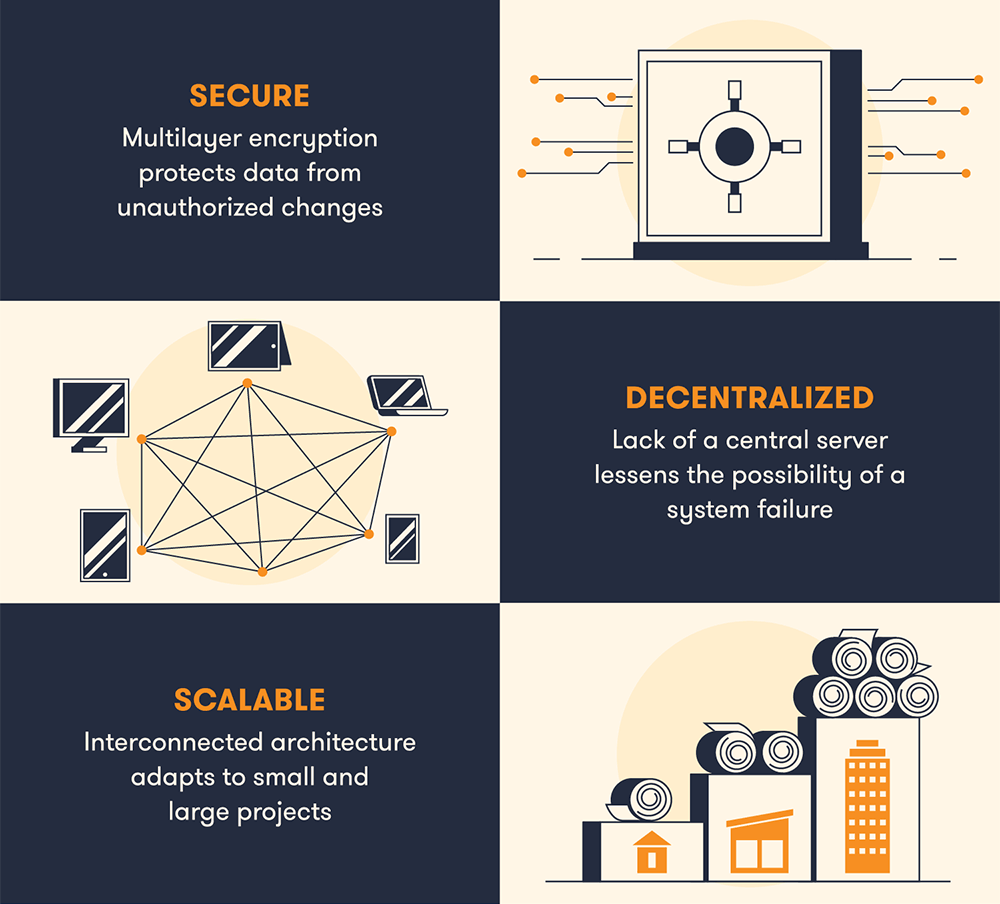 SECURE
Multilayer encryption
protects data from
unauthorized changes
DECENTRALIZED
Lack of a central server
lessens the possibility of a
system failure
SCALABLE
Interconnected architecture
adapts to small and
large projects